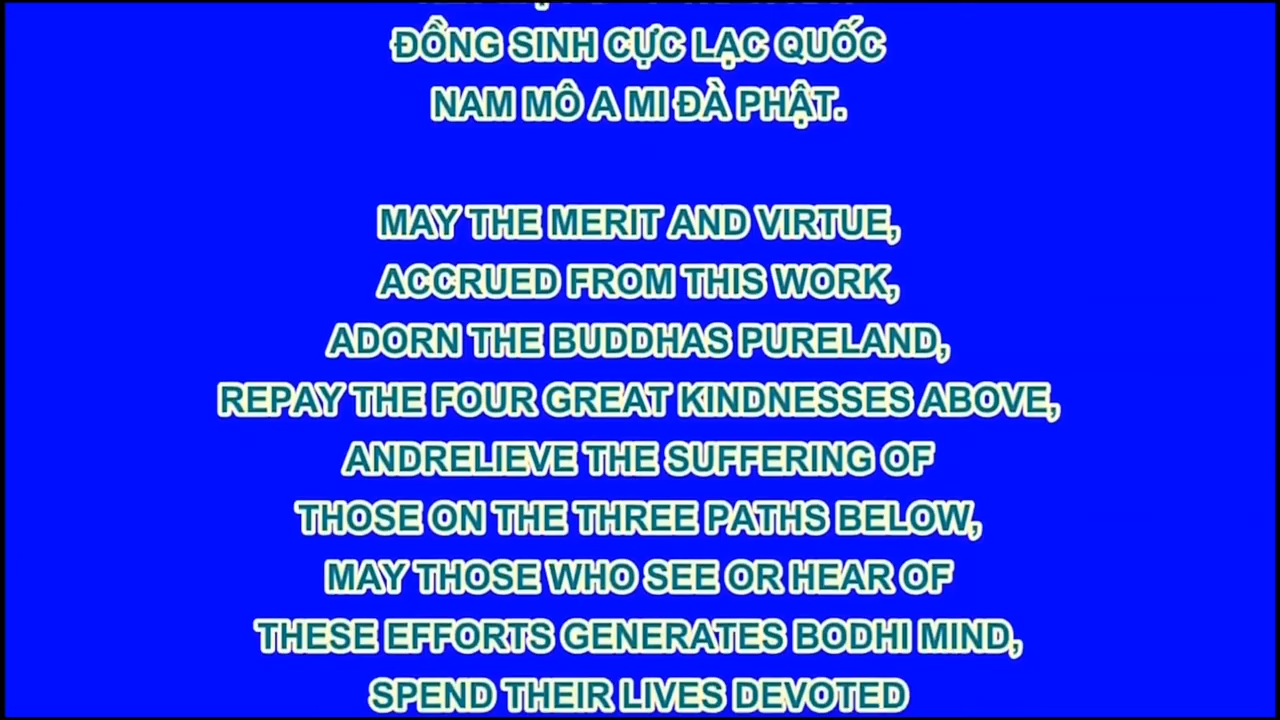 ĐỒNG SINH CỰC LẠC QUỐC
NAM MÔ A MI ĐÀ PHẬT.
MAY THE MERIT AND VIRTUE,
ACCRUED FROM THIS WORK,
ADORN THE BUDDHAS PURELAND,
REPAY THE FOUR GREAT KINDNESSES ABOVE,
ANDRELIEVE THE SUFFERING OF
THOSE ON THE THREE PATHS BELOW,
MAY THOSE WHO SEE OR HEAR OF
THESE EFFORTS GENERATES BODHI MIND,
SPEND THEIR LIVES DEVOTED